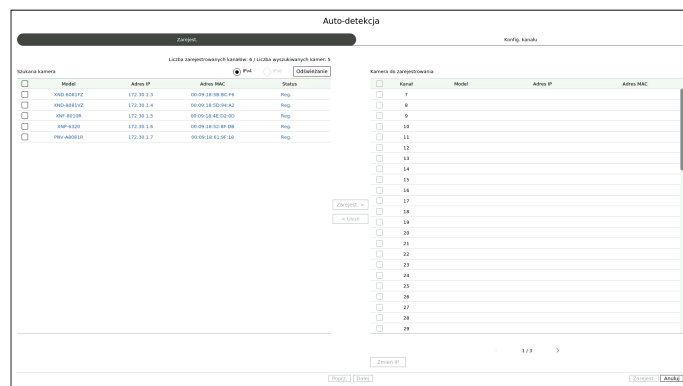 Auto-detekcja
Zarejest.
Konfig. kanału
Liczba zarejestrowanych kanałów: 6 / Liczba wyszukiwanych kamer: 5
Szukana kamera
IPv4
IPv6
Odświeżanie
Model Adres IP Adres MAC Status
XND-6081FZ 172.30.1.3 00:09:18:5B:BC:F6 Reg.
XND-8081VZ 172.30.1.4 00:09:18:5D:94:A2 Reg.
XNF-8010R 172.30.1.5 00:09:18:4E:D2:0D Reg.
XNP-6320 172.30.1.6 00:09:18:52:8F:DB Reg.
PNV-A9081R 172.30.1.7 00:09:18:61:9F:18 Reg.
Zarejest. >
< Usuń
Kamera do zarejestrowania
Kanał Model Adres IP Adres MAC
7
8
9
10
11
12
13
14
15
16
17
18
19
20
21
22
23
24
25
26
27
28
29
< 1 / 3 >
Zmień IP
Poprz. Dalej
Zarejest. Anuluj